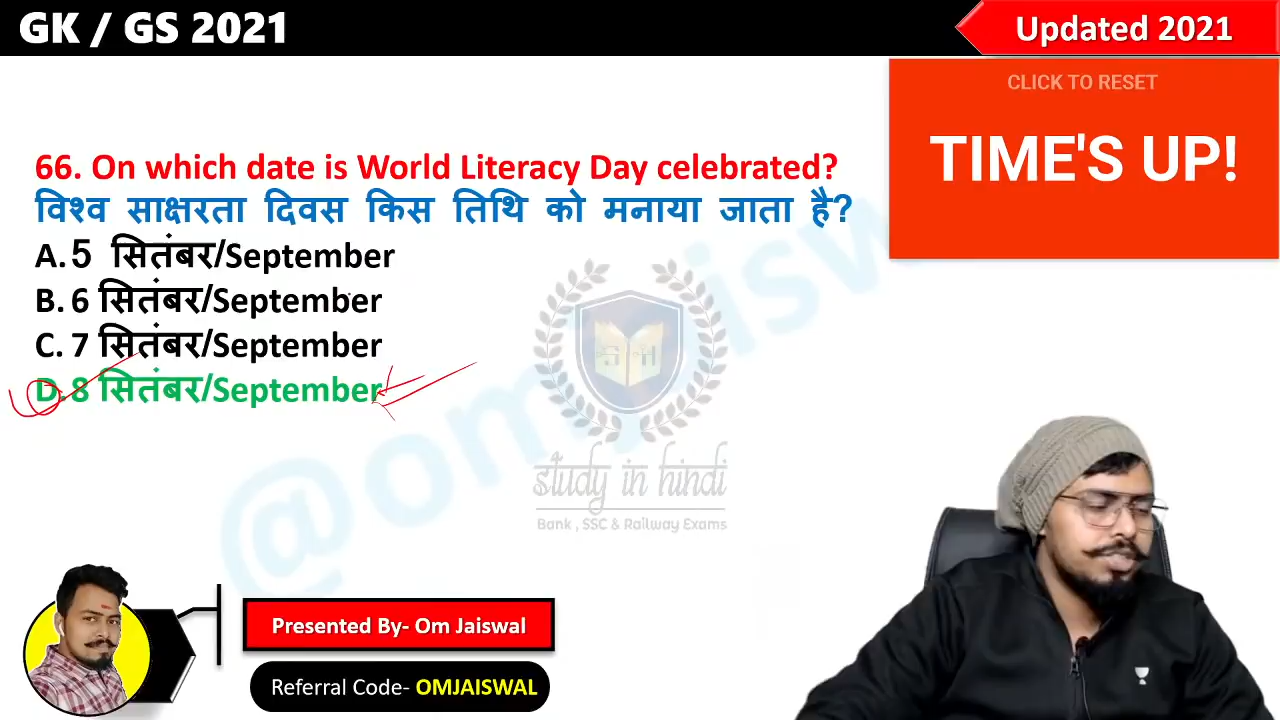 GK / GS 2021
Updated 2021
CLICK TO RESET
TIME'S UP!
66. On which date is World Literacy Day celebrated?
विश्व साक्षरता दिवस किस तिथि को मनाया जाता है?
A. 5 सितंबर/September
B. 6 सितंबर/September
C. 7 सितंबर/September
D. 8 सितंबर/September
@omjaisw
S H
study in hindi
Bank , SSC & Railway Exams
Presented By- Om Jaiswal
Referral Code- OMJAISWAL